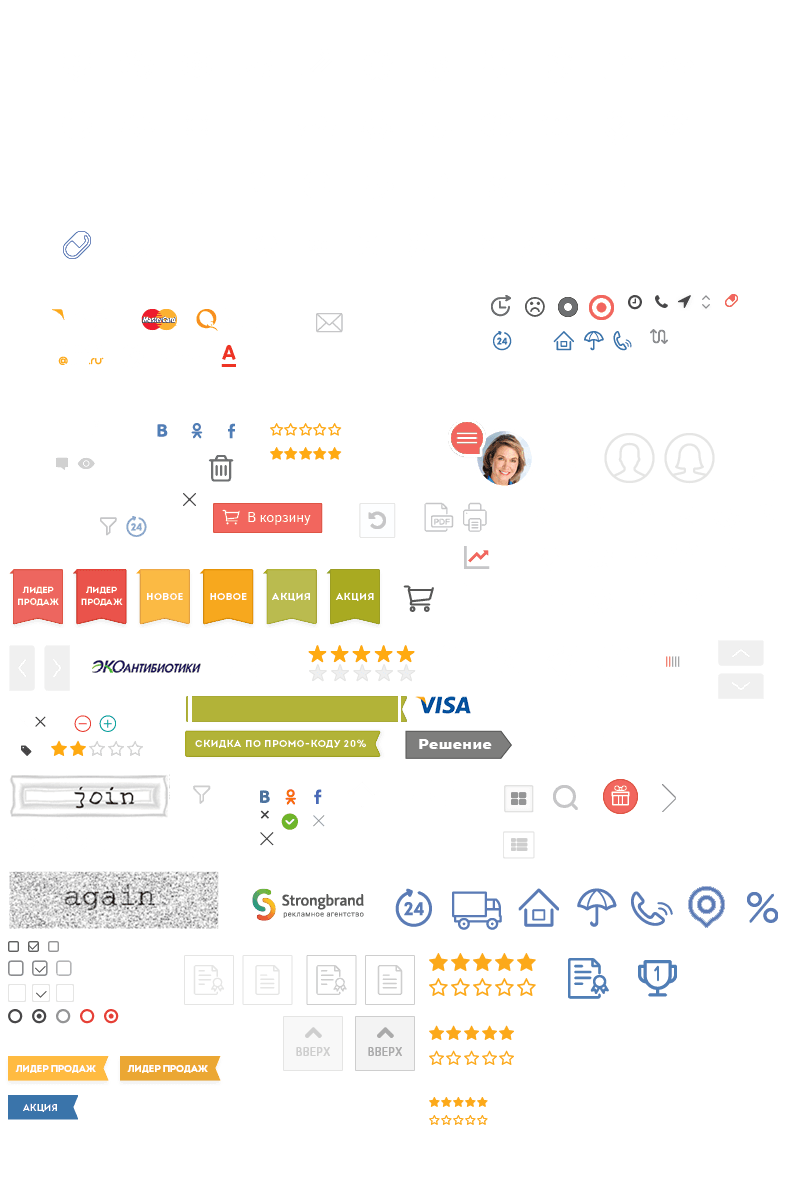 MasterCard
@
.ru
А
24
B
f
24
В корзину
PDF
ЛИДЕР
ПРОДАЖ
ЛИДЕР
ПРОДАЖ
НОВОЕ
НОВОЕ
АКЦИЯ
АКЦИЯ
ЭКОАНТИБИОТИКИ
VISA
СКИДКА ПО ПРОМО-КОДУ 20%
Решение
join
B
f
again
Strongbrand
рекламное агентство
24
%
1
ВВЕРХ
ВВЕРХ
ЛИДЕР ПРОДАЖ
ЛИДЕР ПРОДАЖ
АКЦИЯ